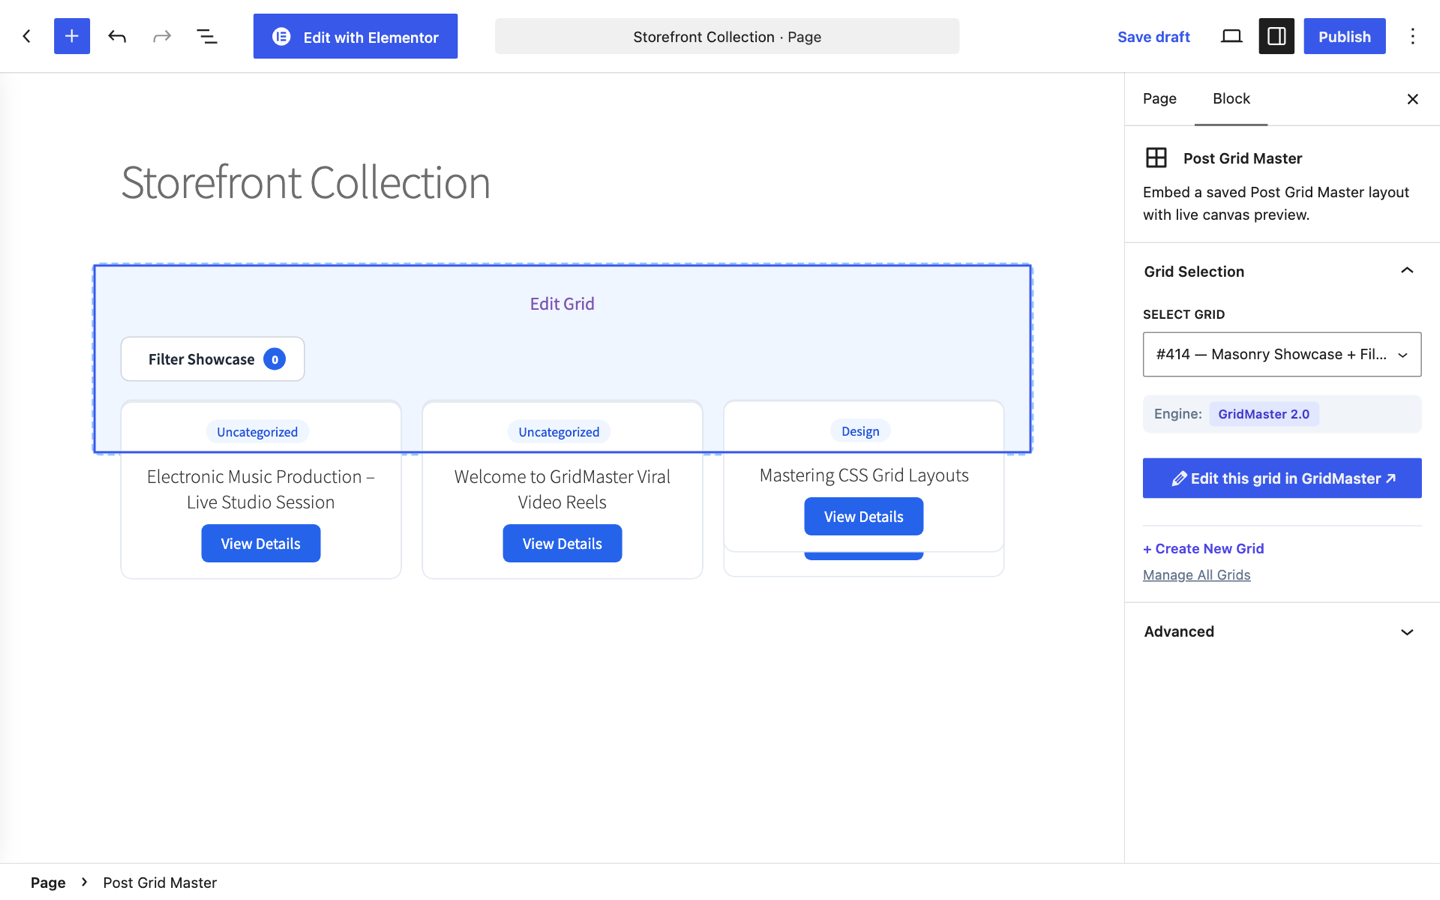 Edit with Elementor
Storefront Collection · Page
Save draft
Publish
Page
Block
Post Grid Master
Embed a saved Post Grid Master layout
with live canvas preview.
Grid Selection
SELECT GRID
#414 — Masonry Showcase + Fil...
Engine: GridMaster 2.0
Edit this grid in GridMaster ↗
+ Create New Grid
Manage All Grids
Advanced
Storefront Collection
Edit Grid
Filter Showcase 0
Uncategorized
Electronic Music Production –
Live Studio Session
View Details
Uncategorized
Welcome to GridMaster Viral
Video Reels
View Details
Design
Mastering CSS Grid Layouts
View Details
Page > Post Grid Master